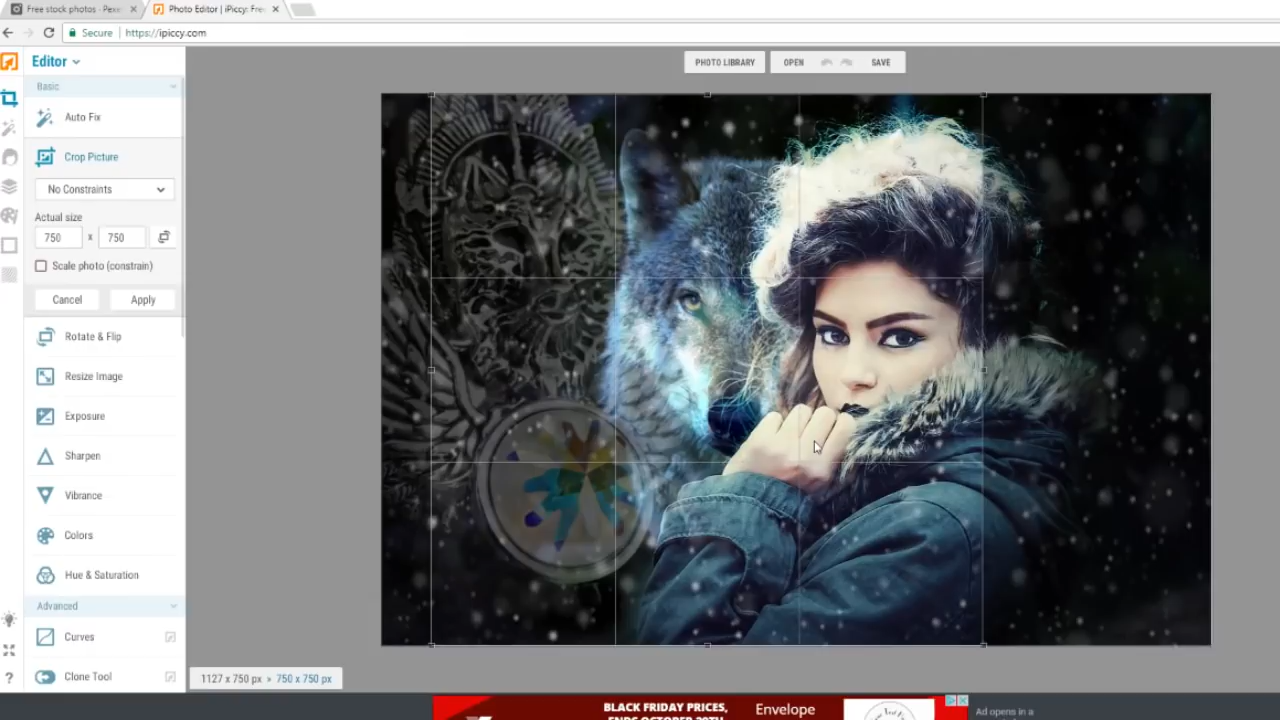 Free stock photos · Pexe
Photo Editor | iPiccy: Free
Secure
https://ipiccy.com
Editor
PHOTO LIBRARY
OPEN
SAVE
Basic
Auto Fix
Crop Picture
No Constraints
Actual size
750 x 750
Scale photo (constrain)
Cancel
Apply
Rotate & Flip
Resize Image
Exposure
Sharpen
Vibrance
Colors
Hue & Saturation
Advanced
Curves
Clone Tool
?
1127 x 750 px » 750 x 750 px
BLACK FRIDAY PRICES,
Envelope
Ad opens in a